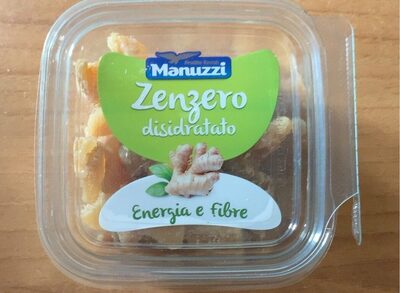 Manuzzi
Zenzero
disidratato
Energia e fibre